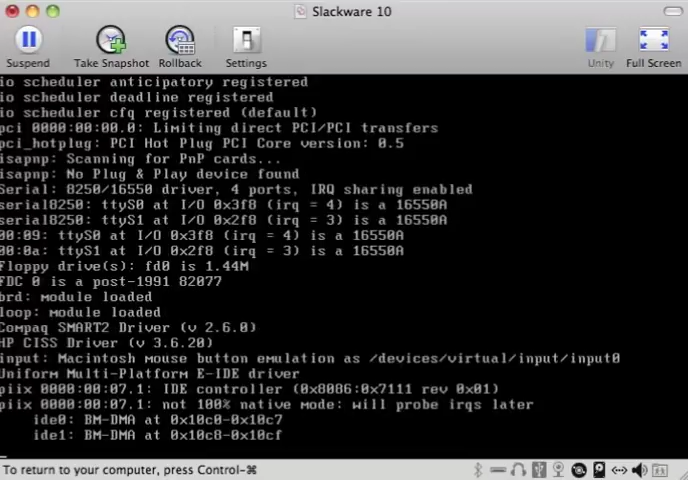 Slackware 10
Suspend Take Snapshot Rollback Settings Unity Full Screen
io scheduler anticipatory registered
io scheduler deadline registered
io scheduler cfq registered (default)
pci 0000:00:00.0: Limiting direct PCI/PCI transfers
pci_hotplug: PCI Hot Plug PCI Core version: 0.5
isapnp: Scanning for PnP cards...
isapnp: No Plug & Play device found
Serial: 8250/16550 driver, 4 ports, IRQ sharing enabled
serial8250: ttyS0 at I/O 0x3f8 (irq = 4) is a 16550A
serial8250: ttyS1 at I/O 0x2f8 (irq = 3) is a 16550A
00:09: ttyS0 at I/O 0x3f8 (irq = 4) is a 16550A
00:0a: ttyS1 at I/O 0x2f8 (irq = 3) is a 16550A
Floppy drive(s): fd0 is 1.44M
FDC 0 is a post-1991 82077
brd: module loaded
loop: module loaded
Compaq SMART2 Driver (v 2.6.0)
HP CISS Driver (v 3.6.20)
input: Macintosh mouse button emulation as /devices/virtual/input/input0
Uniform Multi-Platform E-IDE driver
piix 0000:00:07.1: IDE controller (0x8086:0x7111 rev 0x01)
piix 0000:00:07.1: not 100% native mode: will probe irqs later
ide0: BM-DMA at 0x10c0-0x10c7
ide1: BM-DMA at 0x10c8-0x10cf
To return to your computer, press Control-⌘